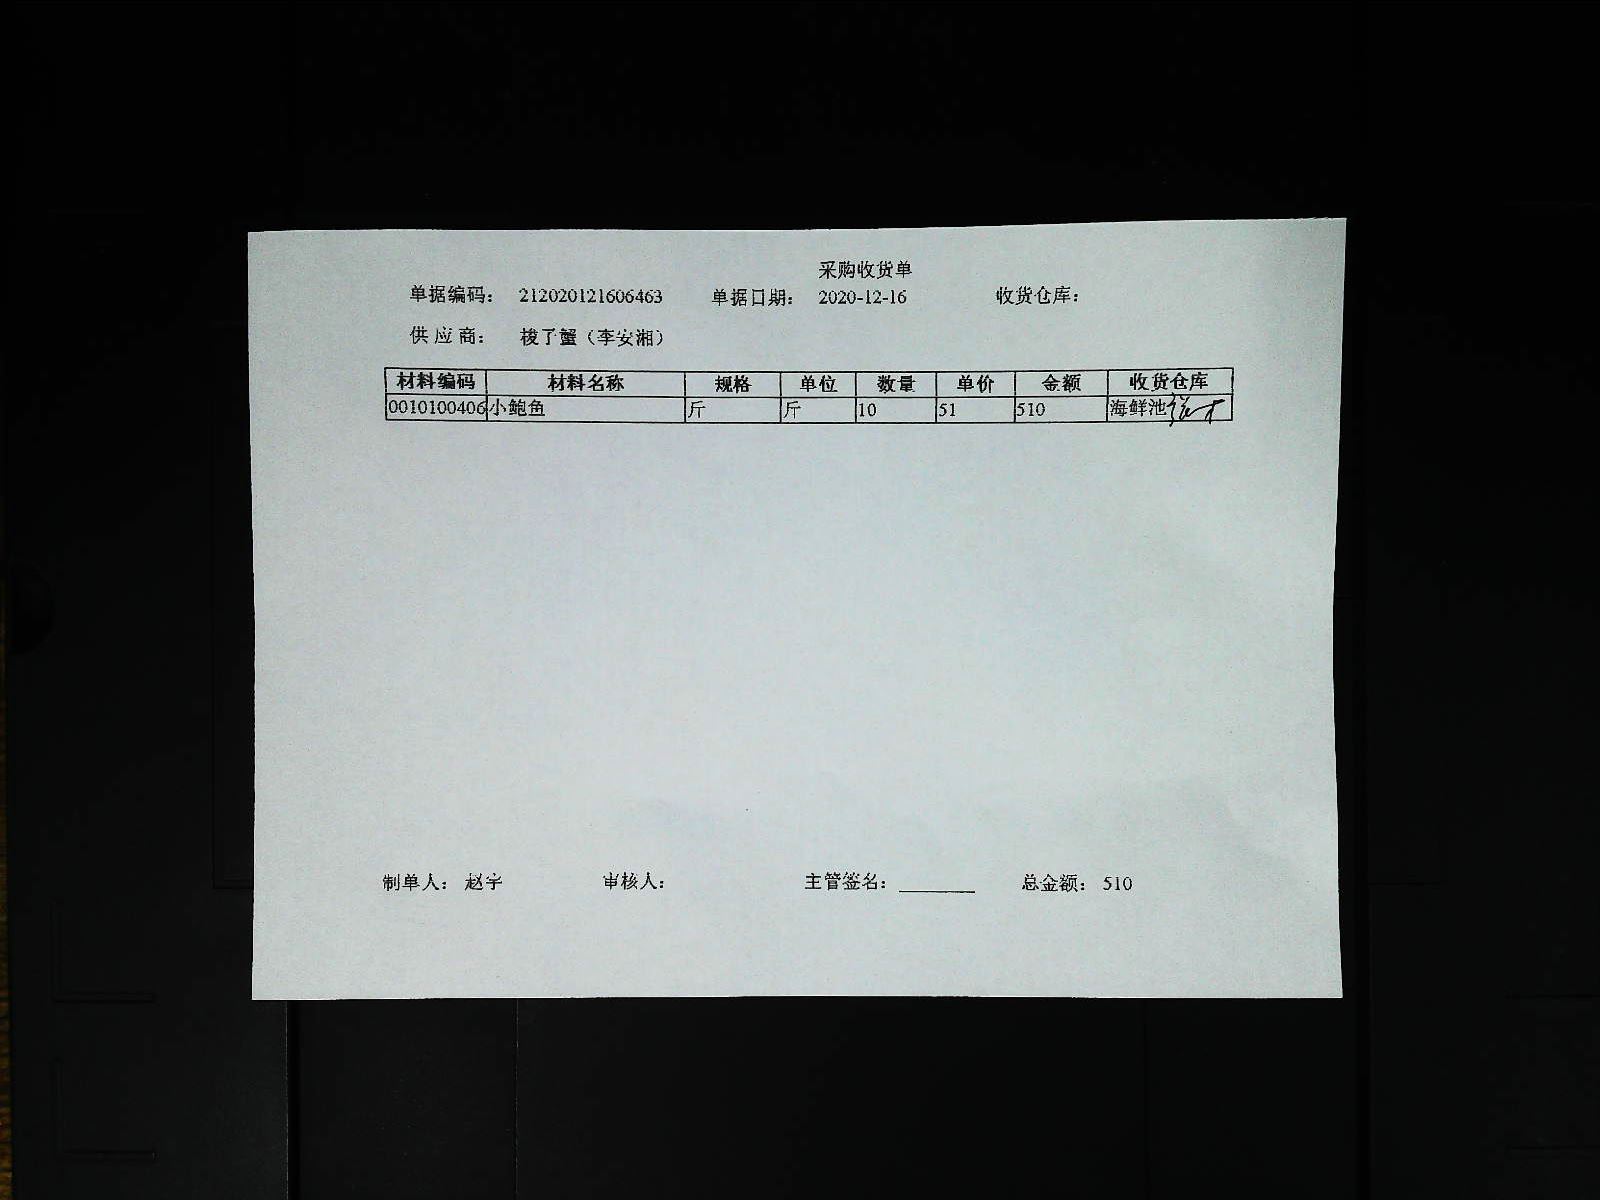 采购收货单
单据编码： 212020121606463 单据日期： 2020-12-16 收货仓库：
供 应 商： 梭子蟹（李安湘）
材料编码 材料名称 规格 单位 数量 单价 金额 收货仓库
0010100406 小鲍鱼 斤 斤 10 51 510 海鲜池
制单人： 赵宇 审核人： 主管签名：________ 总金额： 510